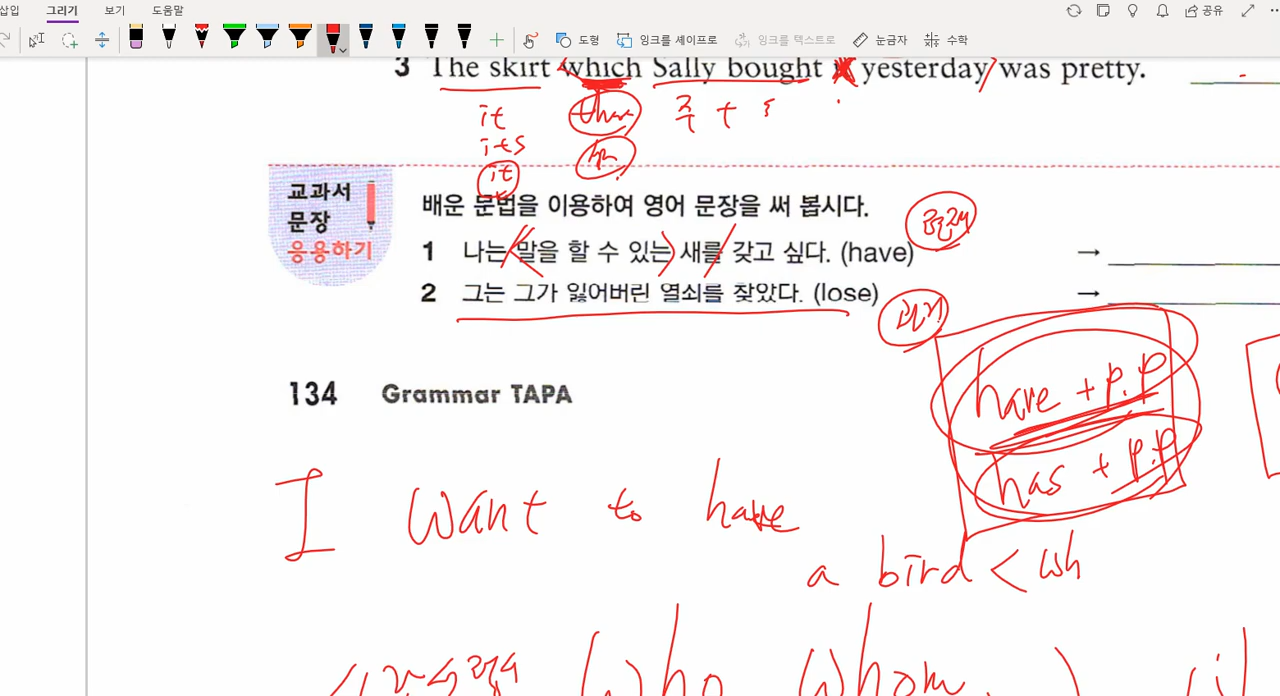 삽입 그리기 보기 도움말 공유
도형 잉크를 셰이프로 잉크를 텍스트로 눈금자 수학
3 The skirt which Sally bought it yesterday was pretty.
it that 주 +
its
it
교과서
문장
응용하기
배운 문법을 이용하여 영어 문장을 써 봅시다.
1 나는 말을 할 수 있는 새를 갖고 싶다. (have) →
2 그는 그가 잃어버린 열쇠를 찾았다. (lose) →
have + p.p
has + p.p
134 Grammar TAPA
I want to have
a bird < wh
who whom